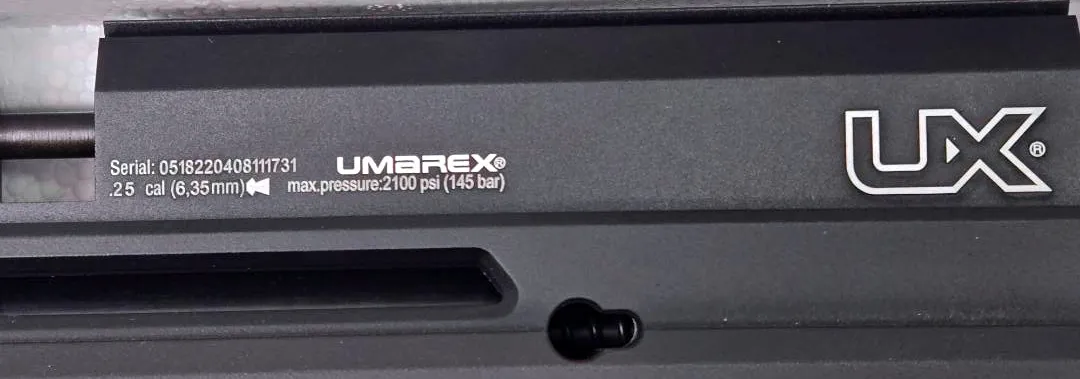 Serial: 0518220408111731
UMAREX®
.25 cal (6,35mm) max.pressure:2100 psi (145 bar)
UX®